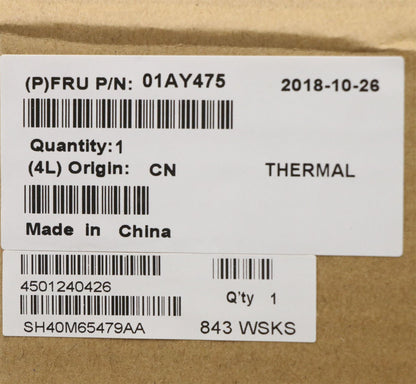 (P)FRU P/N: 01AY475 2018-10-26
Quantity:1
(4L) Origin: CN THERMAL
Made in China
4501240426 Q'ty 1
SH40M65479AA 843 WSKS